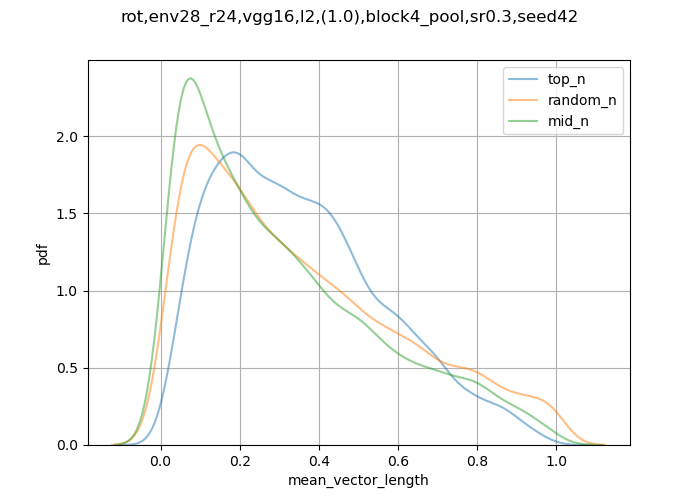 rot,env28_r24,vgg16,l2,(1.0),block4_pool,sr0.3,seed42
top_n
random_n
mid_n
pdf
2.0
1.5
1.0
0.5
0.0
0.0 0.2 0.4 0.6 0.8 1.0
mean_vector_length